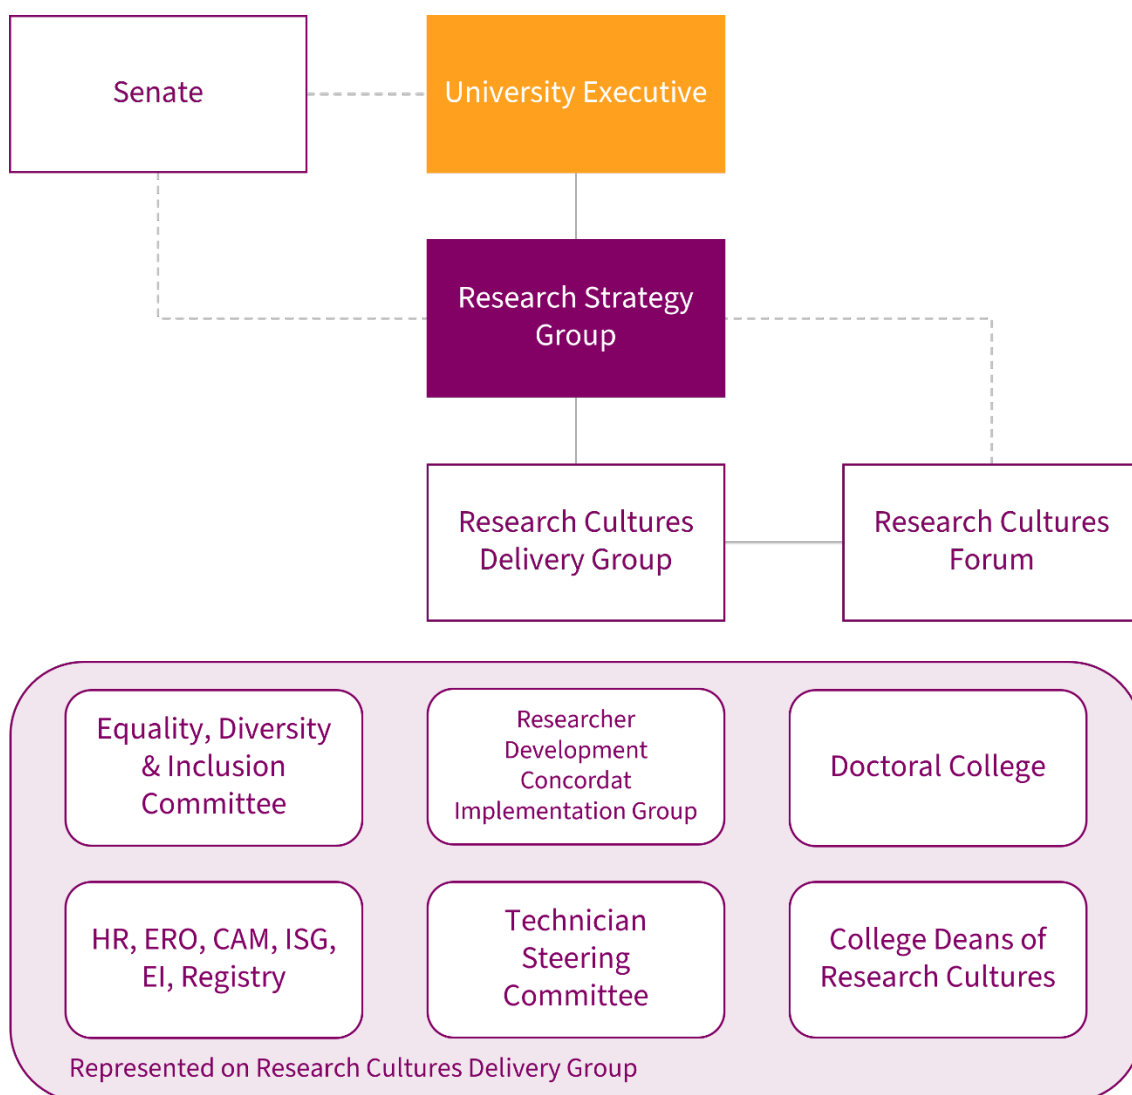 Senate
University Executive
Research Strategy
Group
Research Cultures
Delivery Group
Research Cultures
Forum
Equality, Diversity
& Inclusion
Committee
Researcher
Development
Concordat
Implementation Group
Doctoral College
HR, ERO, CAM, ISG,
EI, Registry
Technician
Steering
Committee
College Deans of
Research Cultures
Represented on Research Cultures Delivery Group